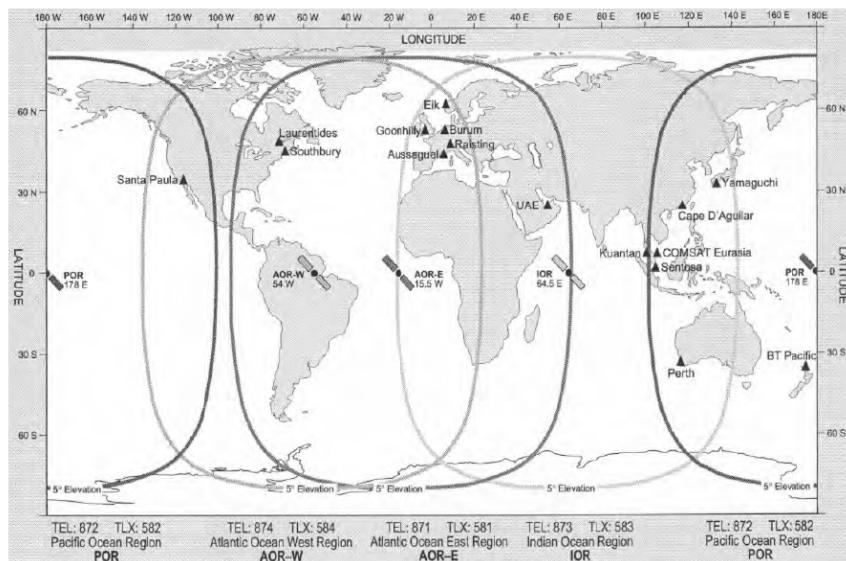 180 W 160 W 140 W 120 W 100 W 80 W 60 W 40 W 20 W 0 E 20 E 40 E 60 E 80 E 100 E 120 E 140 E 160 E 180 E
LONGITUDE
60 N
30 N
0
30 S
60 S
LATITUDE
60 N
30 N
0
30 S
60 S
LATITUDE
Eik
Goonhilly
Burum
Laurentides
Southbury
Raisting
Aussaguel
Santa Paula
Yamaguchi
UAE
Cape D'Aguilar
Kuantan
COMSAT Eurasia
Sentosa
POR
178 E
AOR-W
54 W
AOR-E
15.5 W
IOR
64.5 E
POR
178 E
BT Pacific
Perth
5° Elevation
5° Elevation
5° Elevation
5° Elevation
5° Elevation
TEL: 872 TLX: 582
Pacific Ocean Region
POR
TEL: 874 TLX: 584
Atlantic Ocean West Region
AOR–W
TEL: 871 TLX: 581
Atlantic Ocean East Region
AOR–E
TEL: 873 TLX: 583
Indian Ocean Region
IOR
TEL: 872 TLX: 582
Pacific Ocean Region
POR